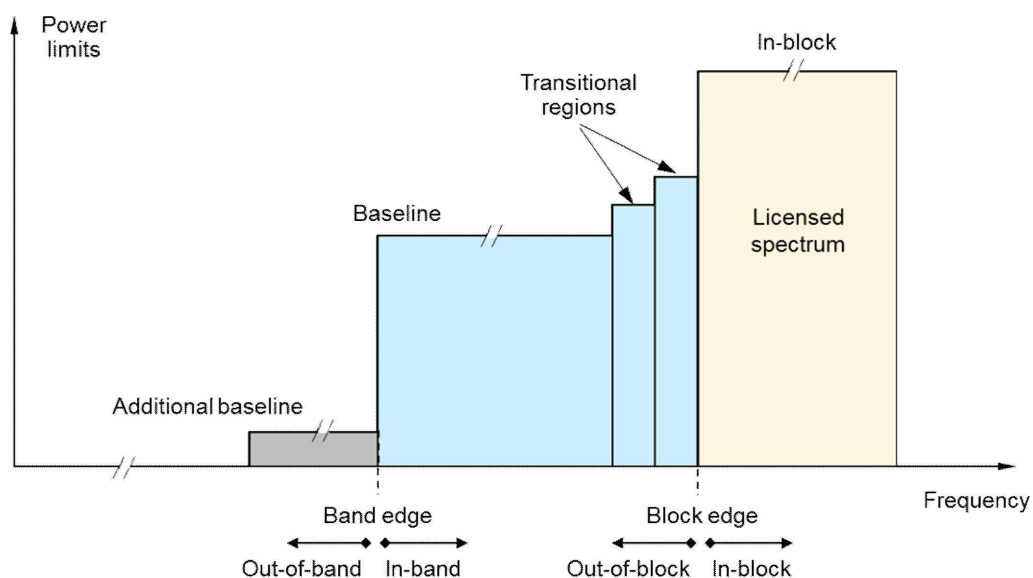 Power
limits
In-block
Transitional
regions
Baseline
Licensed
spectrum
Additional baseline
Frequency
Band edge
Block edge
Out-of-band
In-band
Out-of-block
In-block